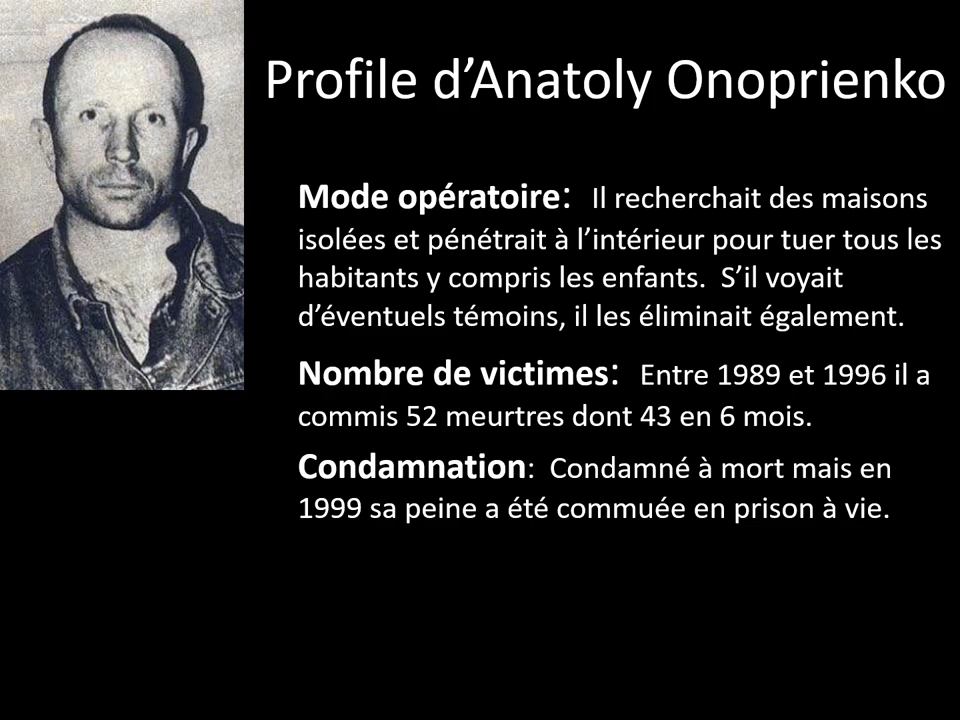 Profile d’Anatoly Onoprienko
Mode opératoire: Il recherchait des maisons
isolées et pénétrait à l’intérieur pour tuer tous les
habitants y compris les enfants. S’il voyait
d’éventuels témoins, il les éliminait également.
Nombre de victimes: Entre 1989 et 1996 il a
commis 52 meurtres dont 43 en 6 mois.
Condamnation: Condamné à mort mais en
1999 sa peine a été commuée en prison à vie.